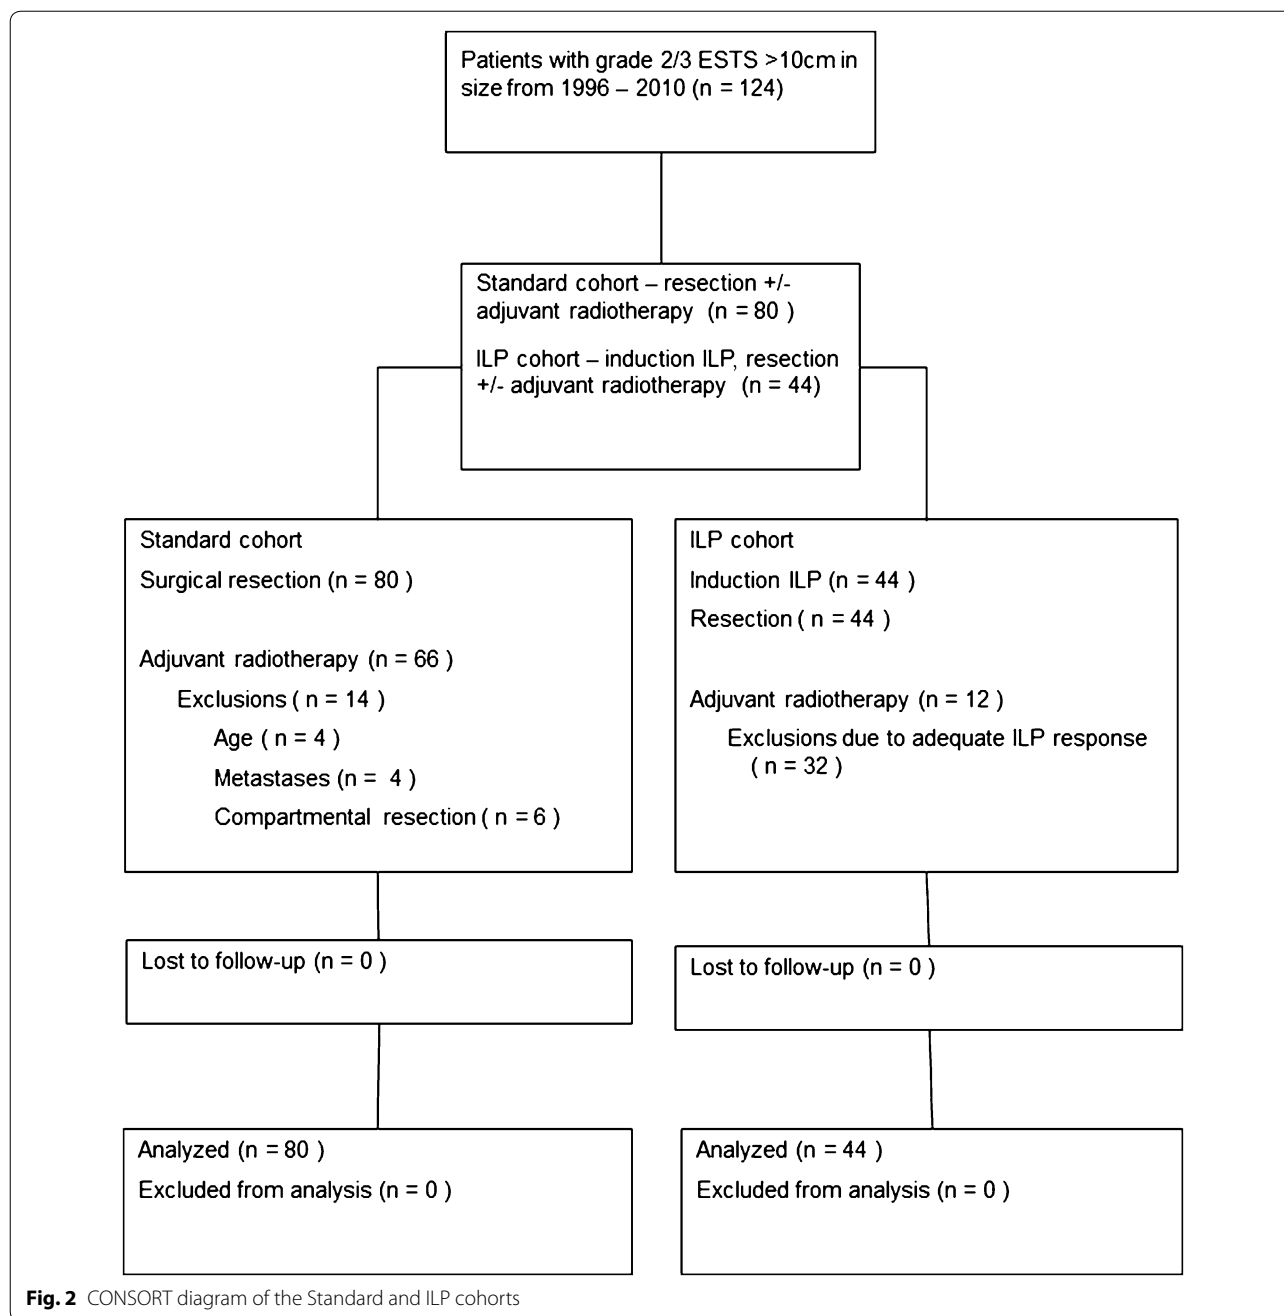 Patients with grade 2/3 ESTS >10cm in
size from 1996 – 2010 (n = 124)
Standard cohort – resection +/-
adjuvant radiotherapy (n = 80 )
ILP cohort – induction ILP, resection
+/- adjuvant radiotherapy (n = 44)
Standard cohort
Surgical resection (n = 80 )
Adjuvant radiotherapy (n = 66 )
Exclusions ( n = 14 )
Age ( n = 4 )
Metastases (n = 4 )
Compartmental resection ( n = 6 )
ILP cohort
Induction ILP (n = 44 )
Resection ( n = 44 )
Adjuvant radiotherapy (n = 12 )
Exclusions due to adequate ILP response
( n = 32 )
Lost to follow-up (n = 0 )
Lost to follow-up (n = 0 )
Analyzed (n = 80 )
Excluded from analysis (n = 0 )
Analyzed (n = 44 )
Excluded from analysis (n = 0 )
Fig. 2 CONSORT diagram of the Standard and ILP cohorts